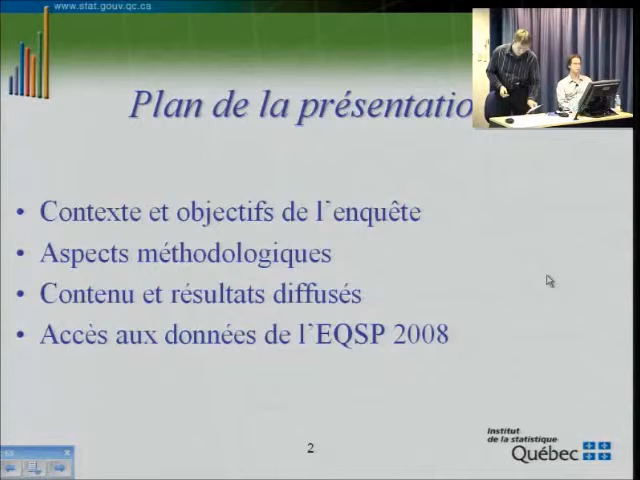 www.stat.gouv.qc.ca
Plan de la présentatio
• Contexte et objectifs de l'enquête
• Aspects méthodologiques
• Contenu et résultats diffusés
• Accès aux données de l'EQSP 2008
2
Institut
de la statistique
Québec